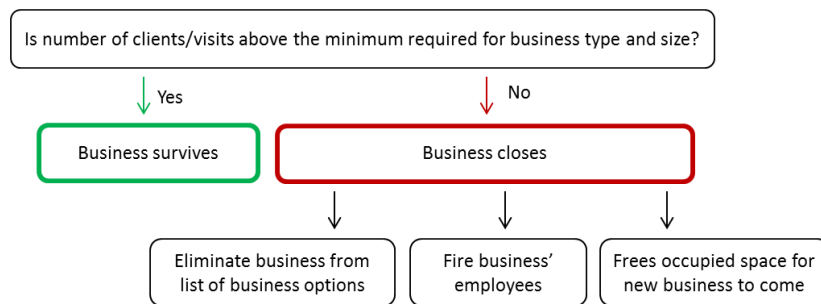 Is number of clients/visits above the minimum required for business type and size?
Yes
No
Business survives
Business closes
Eliminate business from
list of business options
Fire business’
employees
Frees occupied space for
new business to come